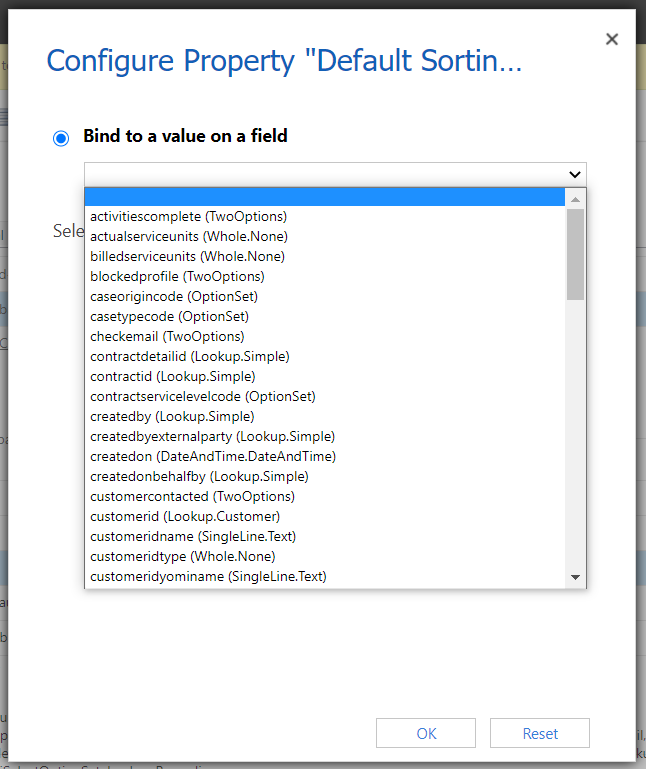 Configure Property "Default Sortin...
Bind to a value on a field
Sele
activitiescomplete (TwoOptions)
actualserviceunits (Whole.None)
billedserviceunits (Whole.None)
blockedprofile (TwoOptions)
caseorigincode (OptionSet)
casetypecode (OptionSet)
checkemail (TwoOptions)
contractdetailid (Lookup.Simple)
contractid (Lookup.Simple)
contractservicelevelcode (OptionSet)
createdby (Lookup.Simple)
createdbyexternalparty (Lookup.Simple)
createdon (DateAndTime.DateAndTime)
createdonbehalfby (Lookup.Simple)
customercontacted (TwoOptions)
customerid (Lookup.Customer)
customeridname (SingleLine.Text)
customeridtype (Whole.None)
customeridyominame (SingleLine.Text)
OK
Reset